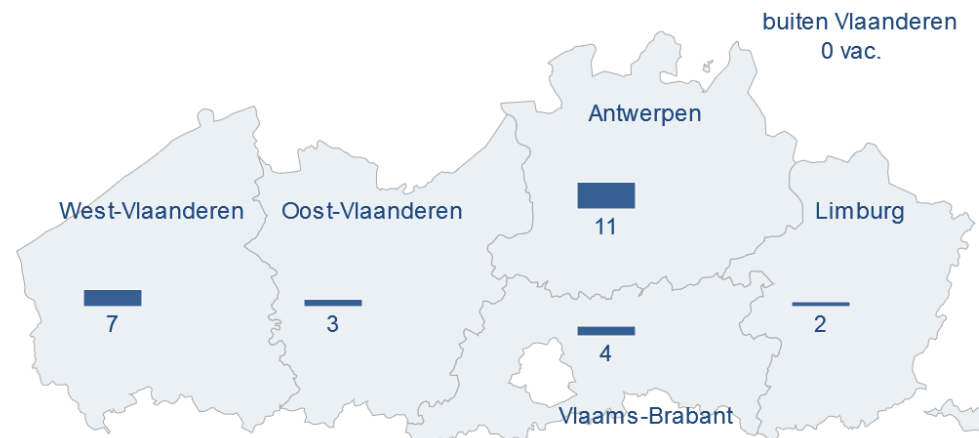 buiten Vlaanderen
0 vac.
Antwerpen
11
West-Vlaanderen
7
Oost-Vlaanderen
3
Limburg
2
4
Vlaams-Brabant